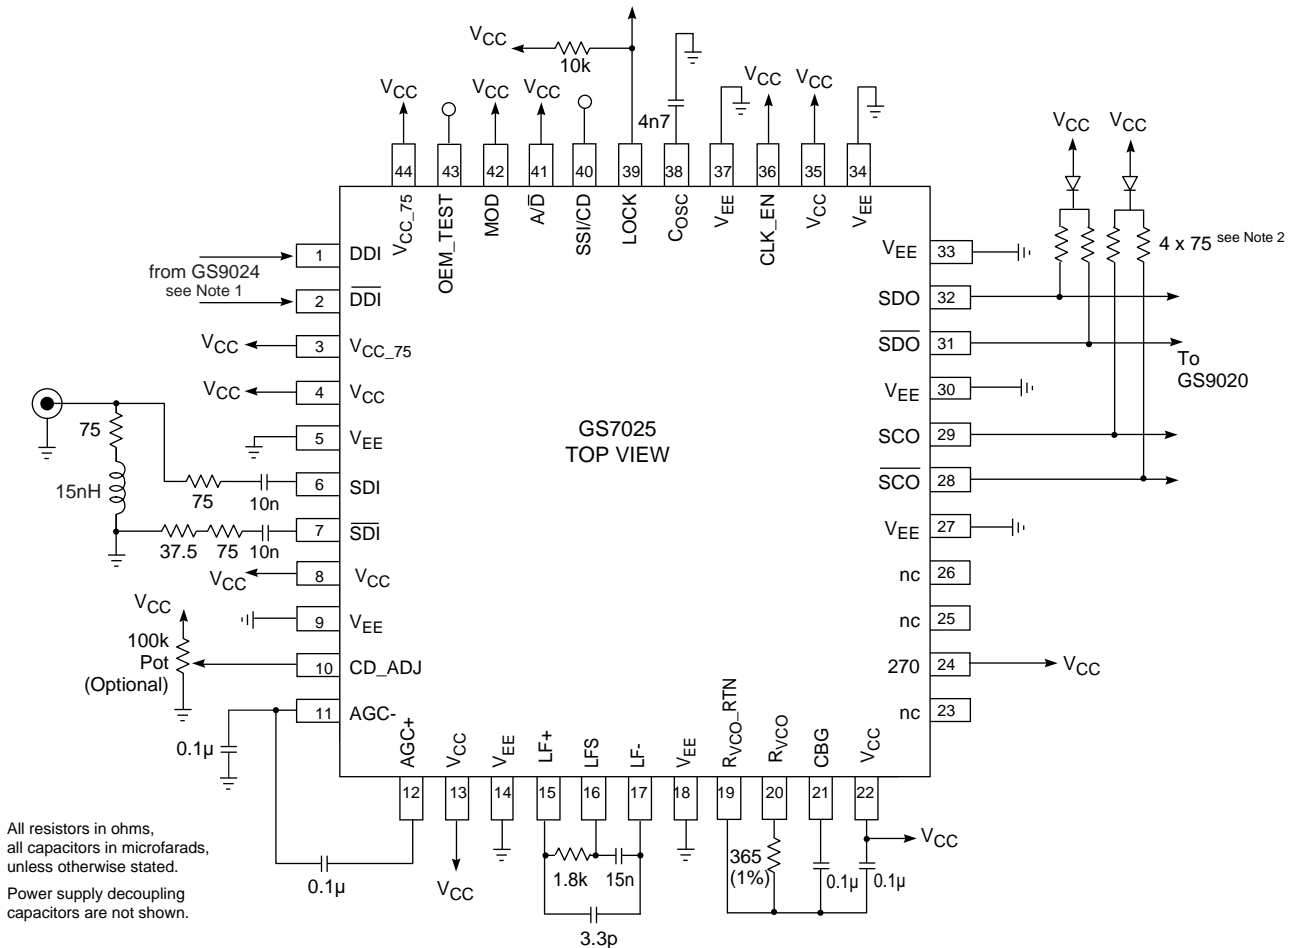 VCC
10k
VCC
VCC
VCC
4n7
VCC
VCC
VCC
VCC
44
43
42
41
40
39
38
37
36
35
34
VCC_75
OEM_TEST
MOD
A/D̅
SSI/CD
LOCK
COSC
VEE
CLK_EN
VCC
VEE
1
DDI
from GS9024
see Note 1
2
D̅D̅I̅
VCC
3
VCC_75
VCC
4
VCC
5
VEE
75
15nH
75
10n
6
SDI
37.5
75
10n
7
S̅D̅I̅
VCC
8
VCC
9
VEE
VCC
100k
Pot
(Optional)
10
CD_ADJ
11
AGC-
0.1µ
GS7025
TOP VIEW
VEE
33
4 x 75 see Note 2
SDO
32
S̅D̅O̅
31
To
GS9020
VEE
30
SCO
29
S̅C̅O̅
28
VEE
27
nc
26
nc
25
270
24
VCC
nc
23
AGC+
VCC
VEE
LF+
LFS
LF-
VEE
RVCO_RTN
RVCO
CBG
VCC
12
13
14
15
16
17
18
19
20
21
22
0.1µ
VCC
1.8k
15n
3.3p
365
(1%)
0.1µ
0.1µ
VCC
All resistors in ohms,
all capacitors in microfarads,
unless otherwise stated.
Power supply decoupling
capacitors are not shown.